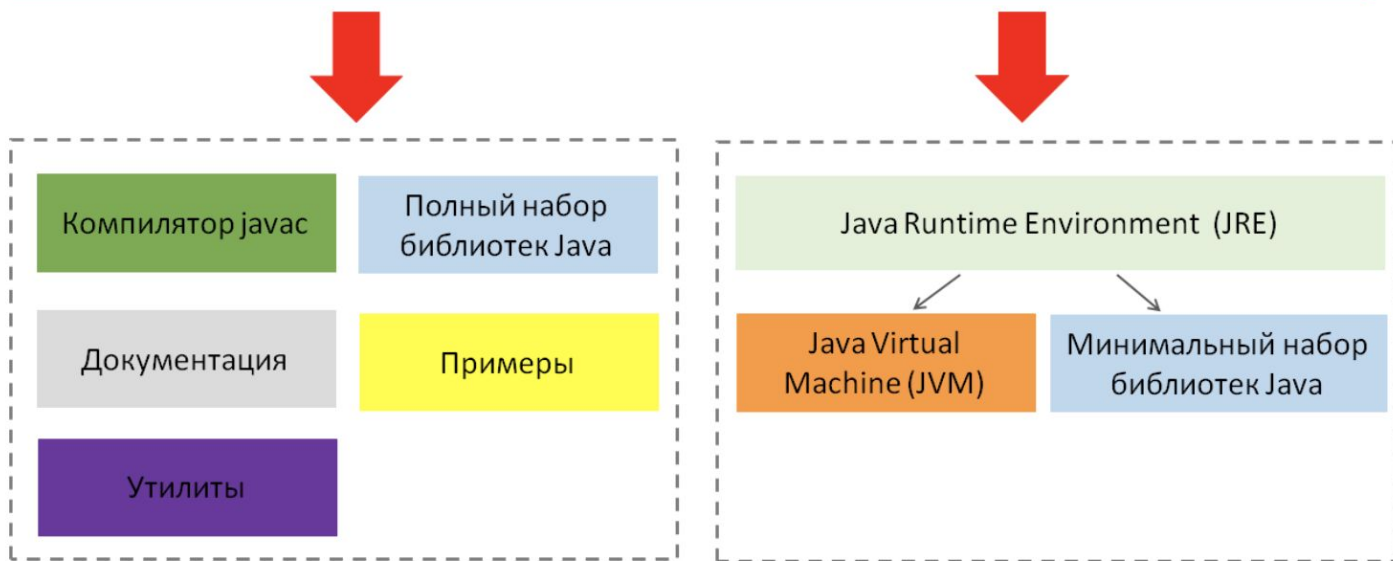 Компилятор javac
Полный набор
библиотек Java
Документация
Примеры
Утилиты
Java Runtime Environment (JRE)
Java Virtual
Machine (JVM)
Минимальный набор
библиотек Java